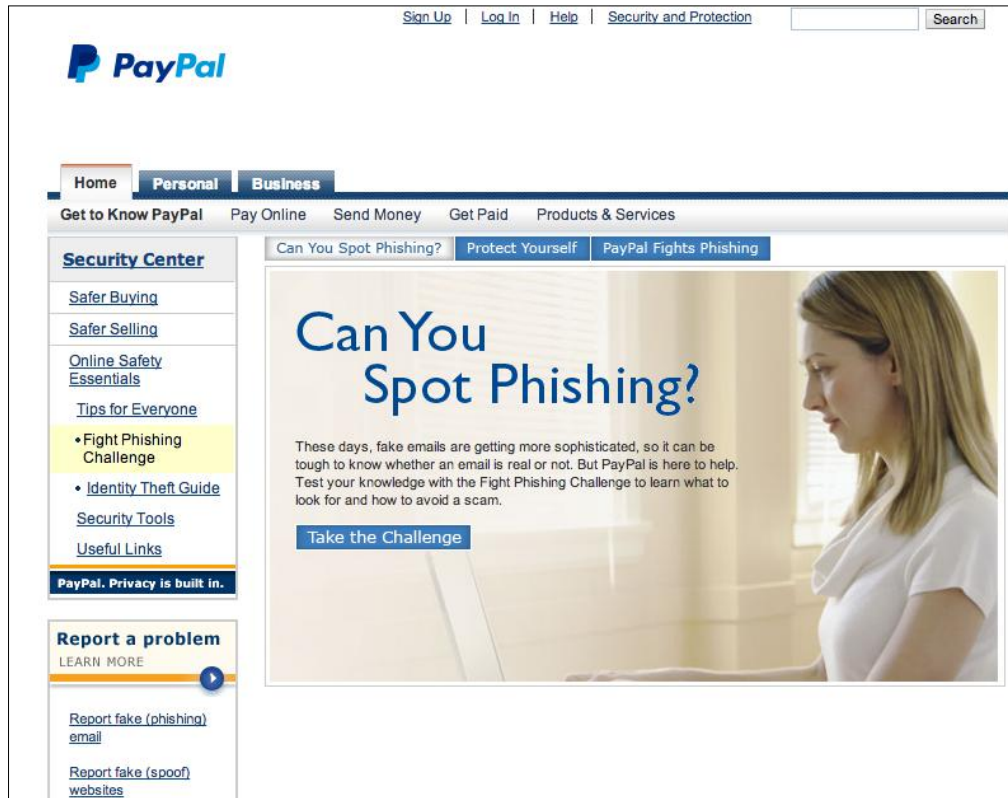 Sign Up | Log In | Help | Security and Protection
Search
PayPal
Home Personal Business
Get to Know PayPal Pay Online Send Money Get Paid Products & Services
Security Center
Safer Buying
Safer Selling
Online Safety
Essentials
Tips for Everyone
• Fight Phishing
Challenge
• Identity Theft Guide
Security Tools
Useful Links
PayPal. Privacy is built in.
Report a problem
LEARN MORE
Report fake (phishing)
email
Report fake (spoof)
websites
Can You Spot Phishing? Protect Yourself PayPal Fights Phishing
Can You
Spot Phishing?
These days, fake emails are getting more sophisticated, so it can be
tough to know whether an email is real or not. But PayPal is here to help.
Test your knowledge with the Fight Phishing Challenge to learn what to
look for and how to avoid a scam.
Take the Challenge